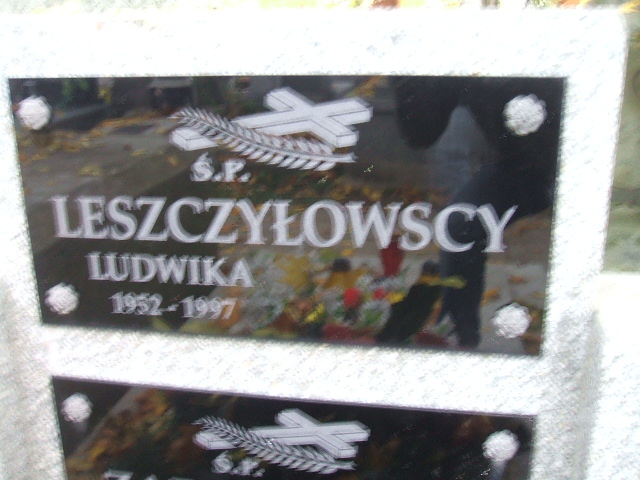 Ś.P.
LESZCZYŁOWSCY
LUDWIKA
1952-1997
Ś.P.